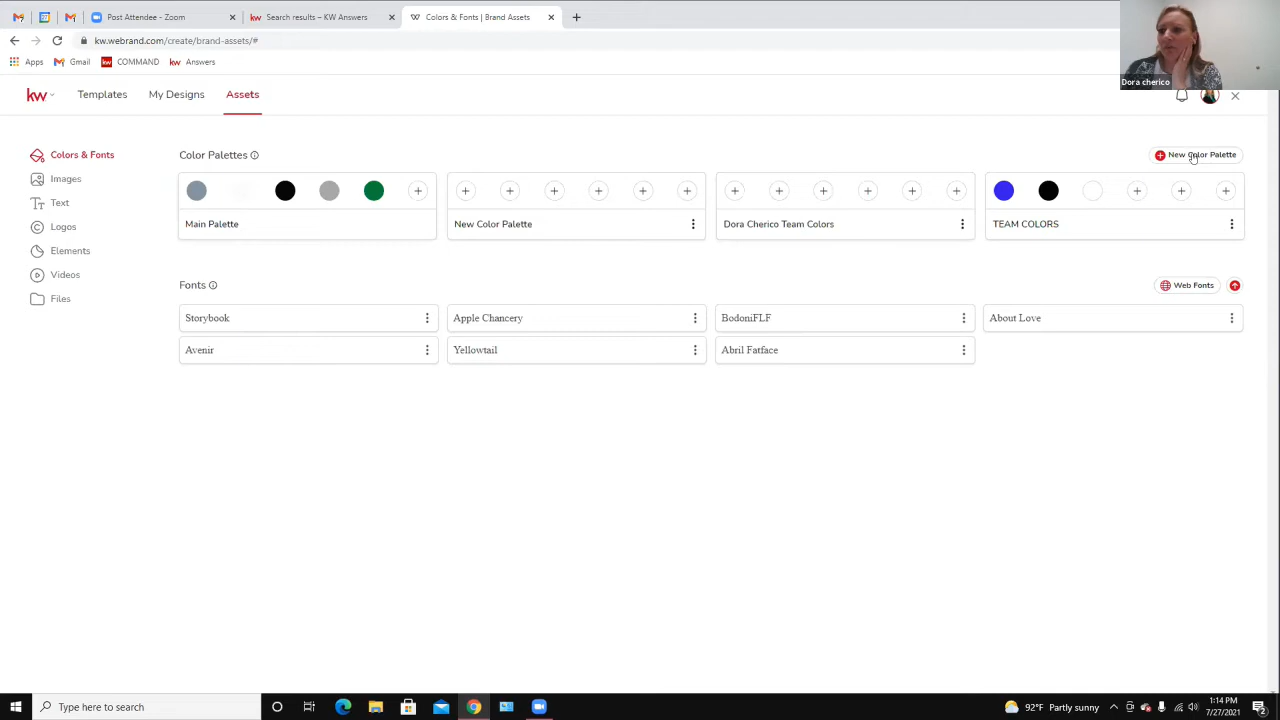 Post Attendee - Zoom
Search results – KW Answers
Colors & Fonts | Brand Assets
kw.webrand.com/create/brand-assets/#
Apps
Gmail
COMMAND
Answers
Dora cherico
kw
Templates
My Designs
Assets
Colors & Fonts
Images
Text
Logos
Elements
Videos
Files
Color Palettes
New Color Palette
Main Palette
New Color Palette
Dora Cherico Team Colors
TEAM COLORS
Fonts
Web Fonts
Storybook
Apple Chancery
BodoniFLF
About Love
Avenir
Yellowtail
Abril Fatface
Type here to search
92°F Partly sunny
1:14 PM
7/27/2021
2